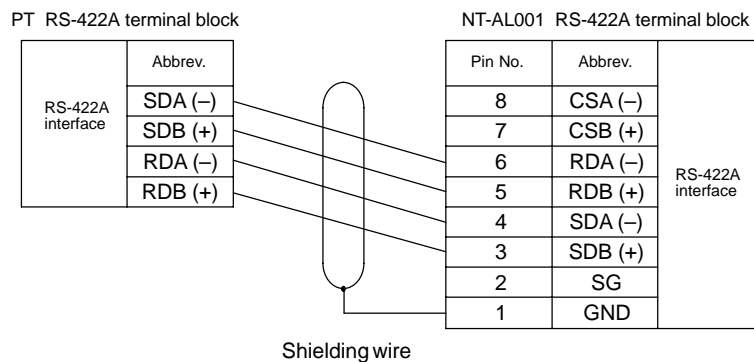 PT RS-422A terminal block
NT-AL001 RS-422A terminal block
Abbrev.
RS-422A
interface
SDA (–)
SDB (+)
RDA (–)
RDB (+)
Pin No. Abbrev.
8 CSA (–)
7 CSB (+)
6 RDA (–)
5 RDB (+)
4 SDA (–)
3 SDB (+)
2 SG
1 GND
RS-422A
interface
Shielding wire